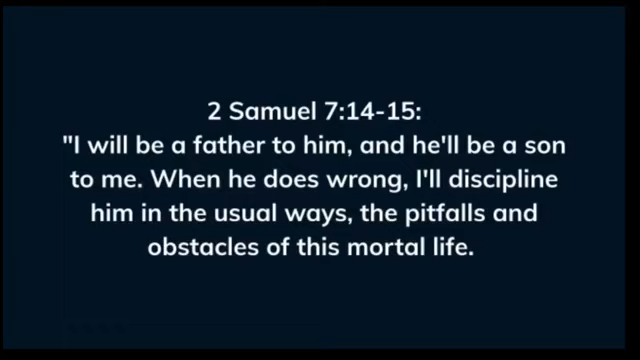 2 Samuel 7:14-15:
"I will be a father to him, and he'll be a son
to me. When he does wrong, I'll discipline
him in the usual ways, the pitfalls and
obstacles of this mortal life.